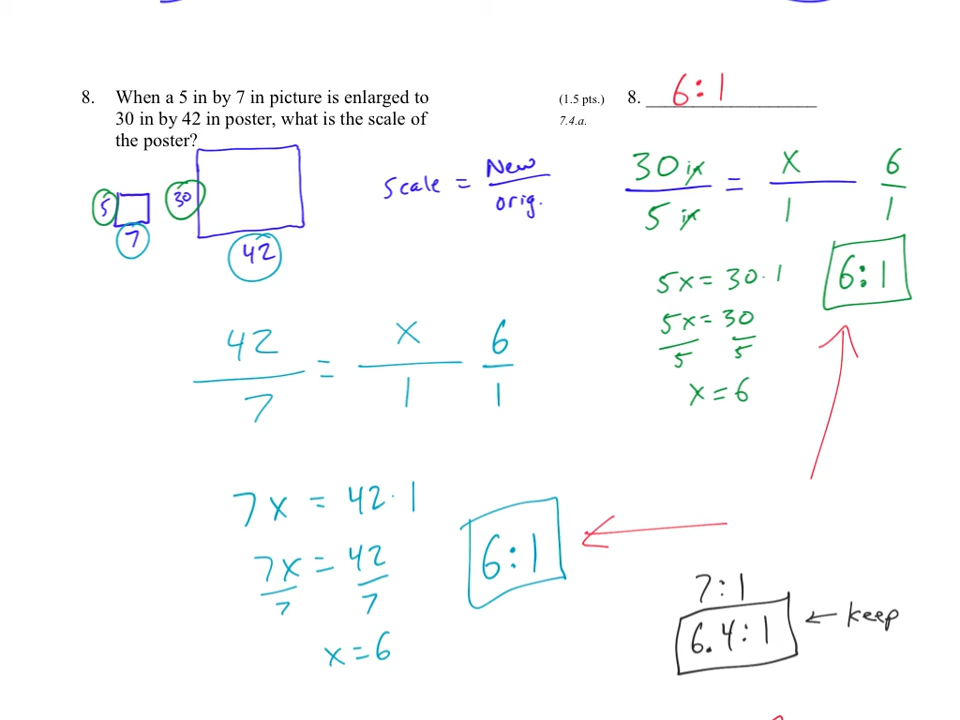 8. When a 5 in by 7 in picture is enlarged to
30 in by 42 in poster, what is the scale of
the poster?
(1.5 pts.) 8. 6:1
7.4.a.
5
7
30
42
Scale = New / orig.
30 in / 5 in = x / 1 6 / 1
5x = 30 · 1
5x / 5 = 30 / 5
x = 6
6:1
42 / 7 = x / 1 6 / 1
7x = 42 · 1
7x / 7 = 42 / 7
x = 6
6:1
7:1
6.4:1 ← keep